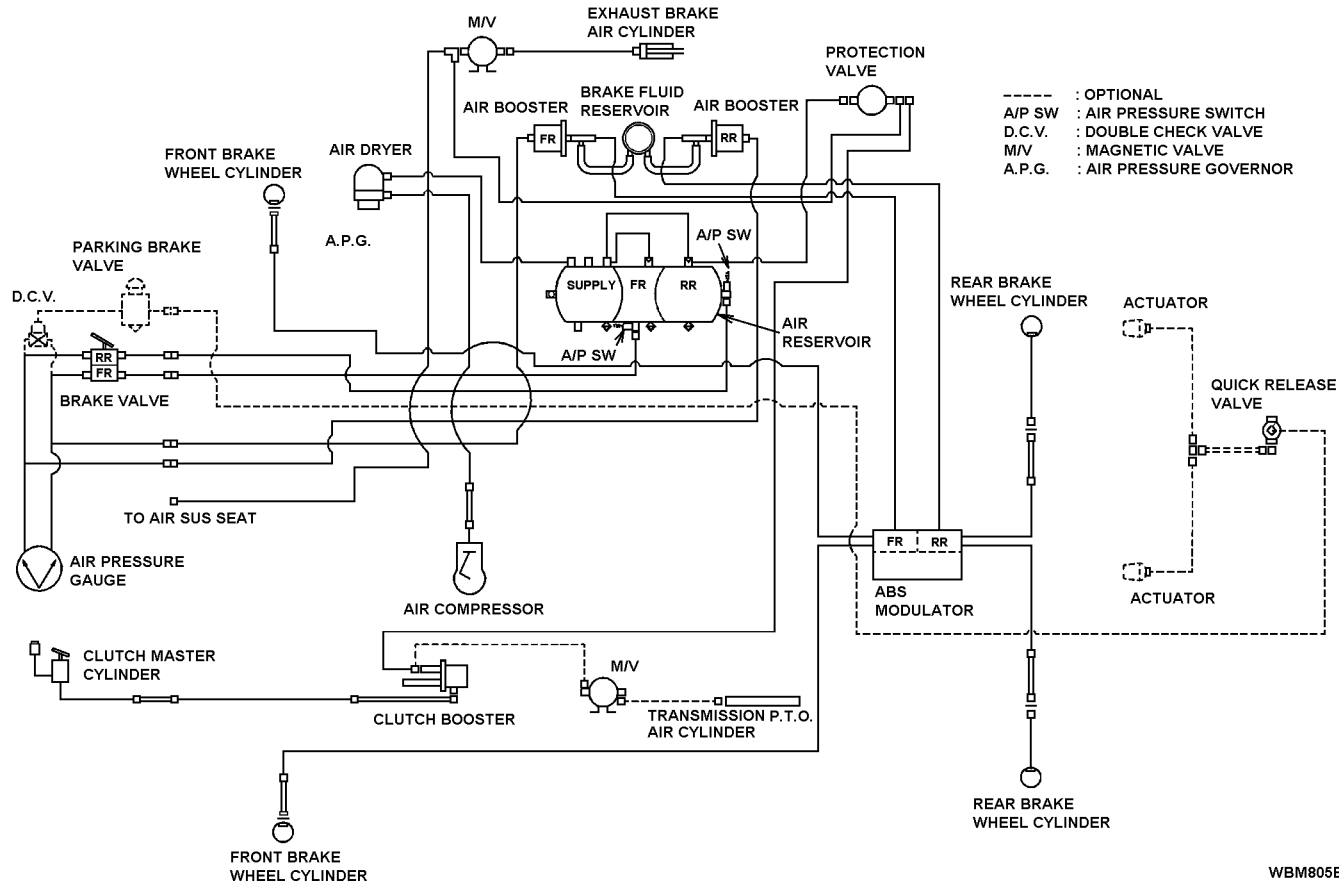 M/V
EXHAUST BRAKE
AIR CYLINDER
PROTECTION
VALVE
AIR BOOSTER
BRAKE FLUID
RESERVOIR
AIR BOOSTER
FR
RR
- - - - - : OPTIONAL
A/P SW : AIR PRESSURE SWITCH
D.C.V. : DOUBLE CHECK VALVE
M/V : MAGNETIC VALVE
A.P.G. : AIR PRESSURE GOVERNOR
FRONT BRAKE
WHEEL CYLINDER
AIR DRYER
A.P.G.
A/P SW
PARKING BRAKE
VALVE
D.C.V.
SUPPLY
FR
RR
AIR
RESERVOIR
A/P SW
REAR BRAKE
WHEEL CYLINDER
ACTUATOR
RR
FR
BRAKE VALVE
QUICK RELEASE
VALVE
TO AIR SUS SEAT
AIR PRESSURE
GAUGE
AIR COMPRESSOR
FR
RR
ABS
MODULATOR
ACTUATOR
CLUTCH MASTER
CYLINDER
CLUTCH BOOSTER
M/V
TRANSMISSION P.T.O.
AIR CYLINDER
REAR BRAKE
WHEEL CYLINDER
FRONT BRAKE
WHEEL CYLINDER
WBM805E